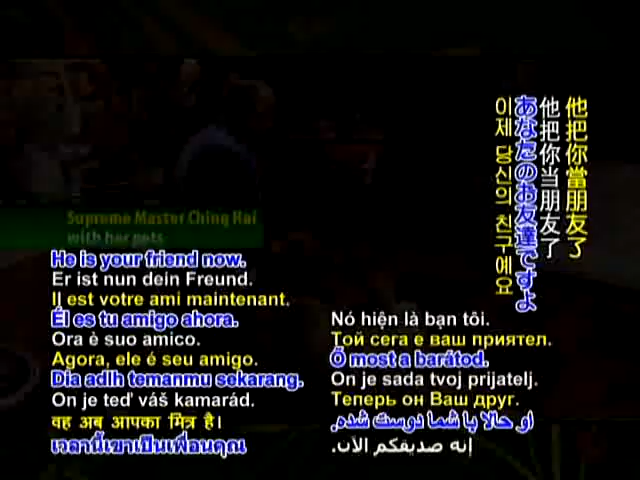 Supreme Master Ching Hai
with her pets
He is your friend now.
Er ist nun dein Freund.
Il est votre ami maintenant.
Él es tu amigo ahora.
Ora è suo amico.
Agora, ele é seu amigo.
Dia adlh temanmu sekarang.
On je teď váš kamarád.
वह अब आपका मित्र है।
เวลานี้เขาเป็นเพื่อนคุณ
Nó hiện là bạn tôi.
Той сега е ваш приятел.
Ő most a barátod.
On je sada tvoj prijatelj.
Теперь он Ваш друг.
او حالا با شما دوست شده.
إنه صديقكم الآن.
他把你當朋友了
他把你当朋友了
あなたのお友達ですよ
이제 당신의 친구예요